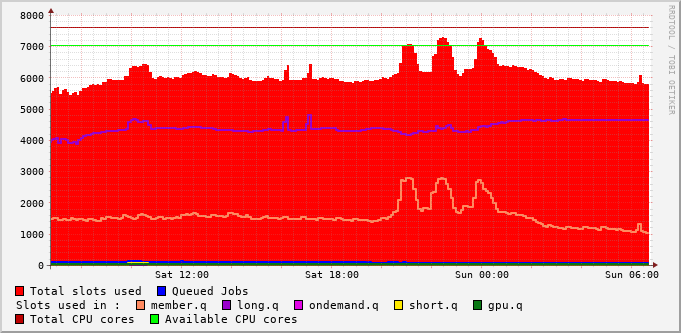 8000
7000
6000
5000
4000
3000
2000
1000
0
Sat 12:00 Sat 18:00 Sun 00:00 Sun 06:00
RRDTOOL / TOBI OETIKER
Total slots used Queued Jobs
Slots used in : member.q long.q ondemand.q short.q gpu.q
Total CPU cores Available CPU cores